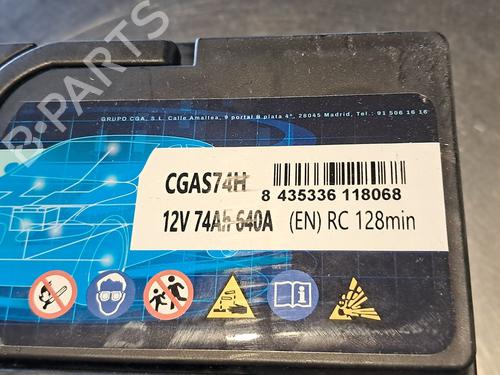 GRUPO CGA, S.L. Calle Amaltea, 9 portal B plata 4ª, 28045 Madrid, Tel.: 91 506 16 16
CGAS74H
8 435336 118068
12V 74Ah 640A (EN) RC 128min
B-PARTS